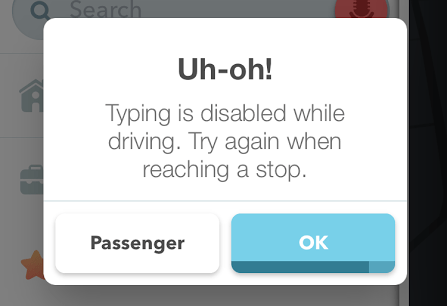 Search
Uh-oh!
Typing is disabled while
driving. Try again when
reaching a stop.
Passenger
OK